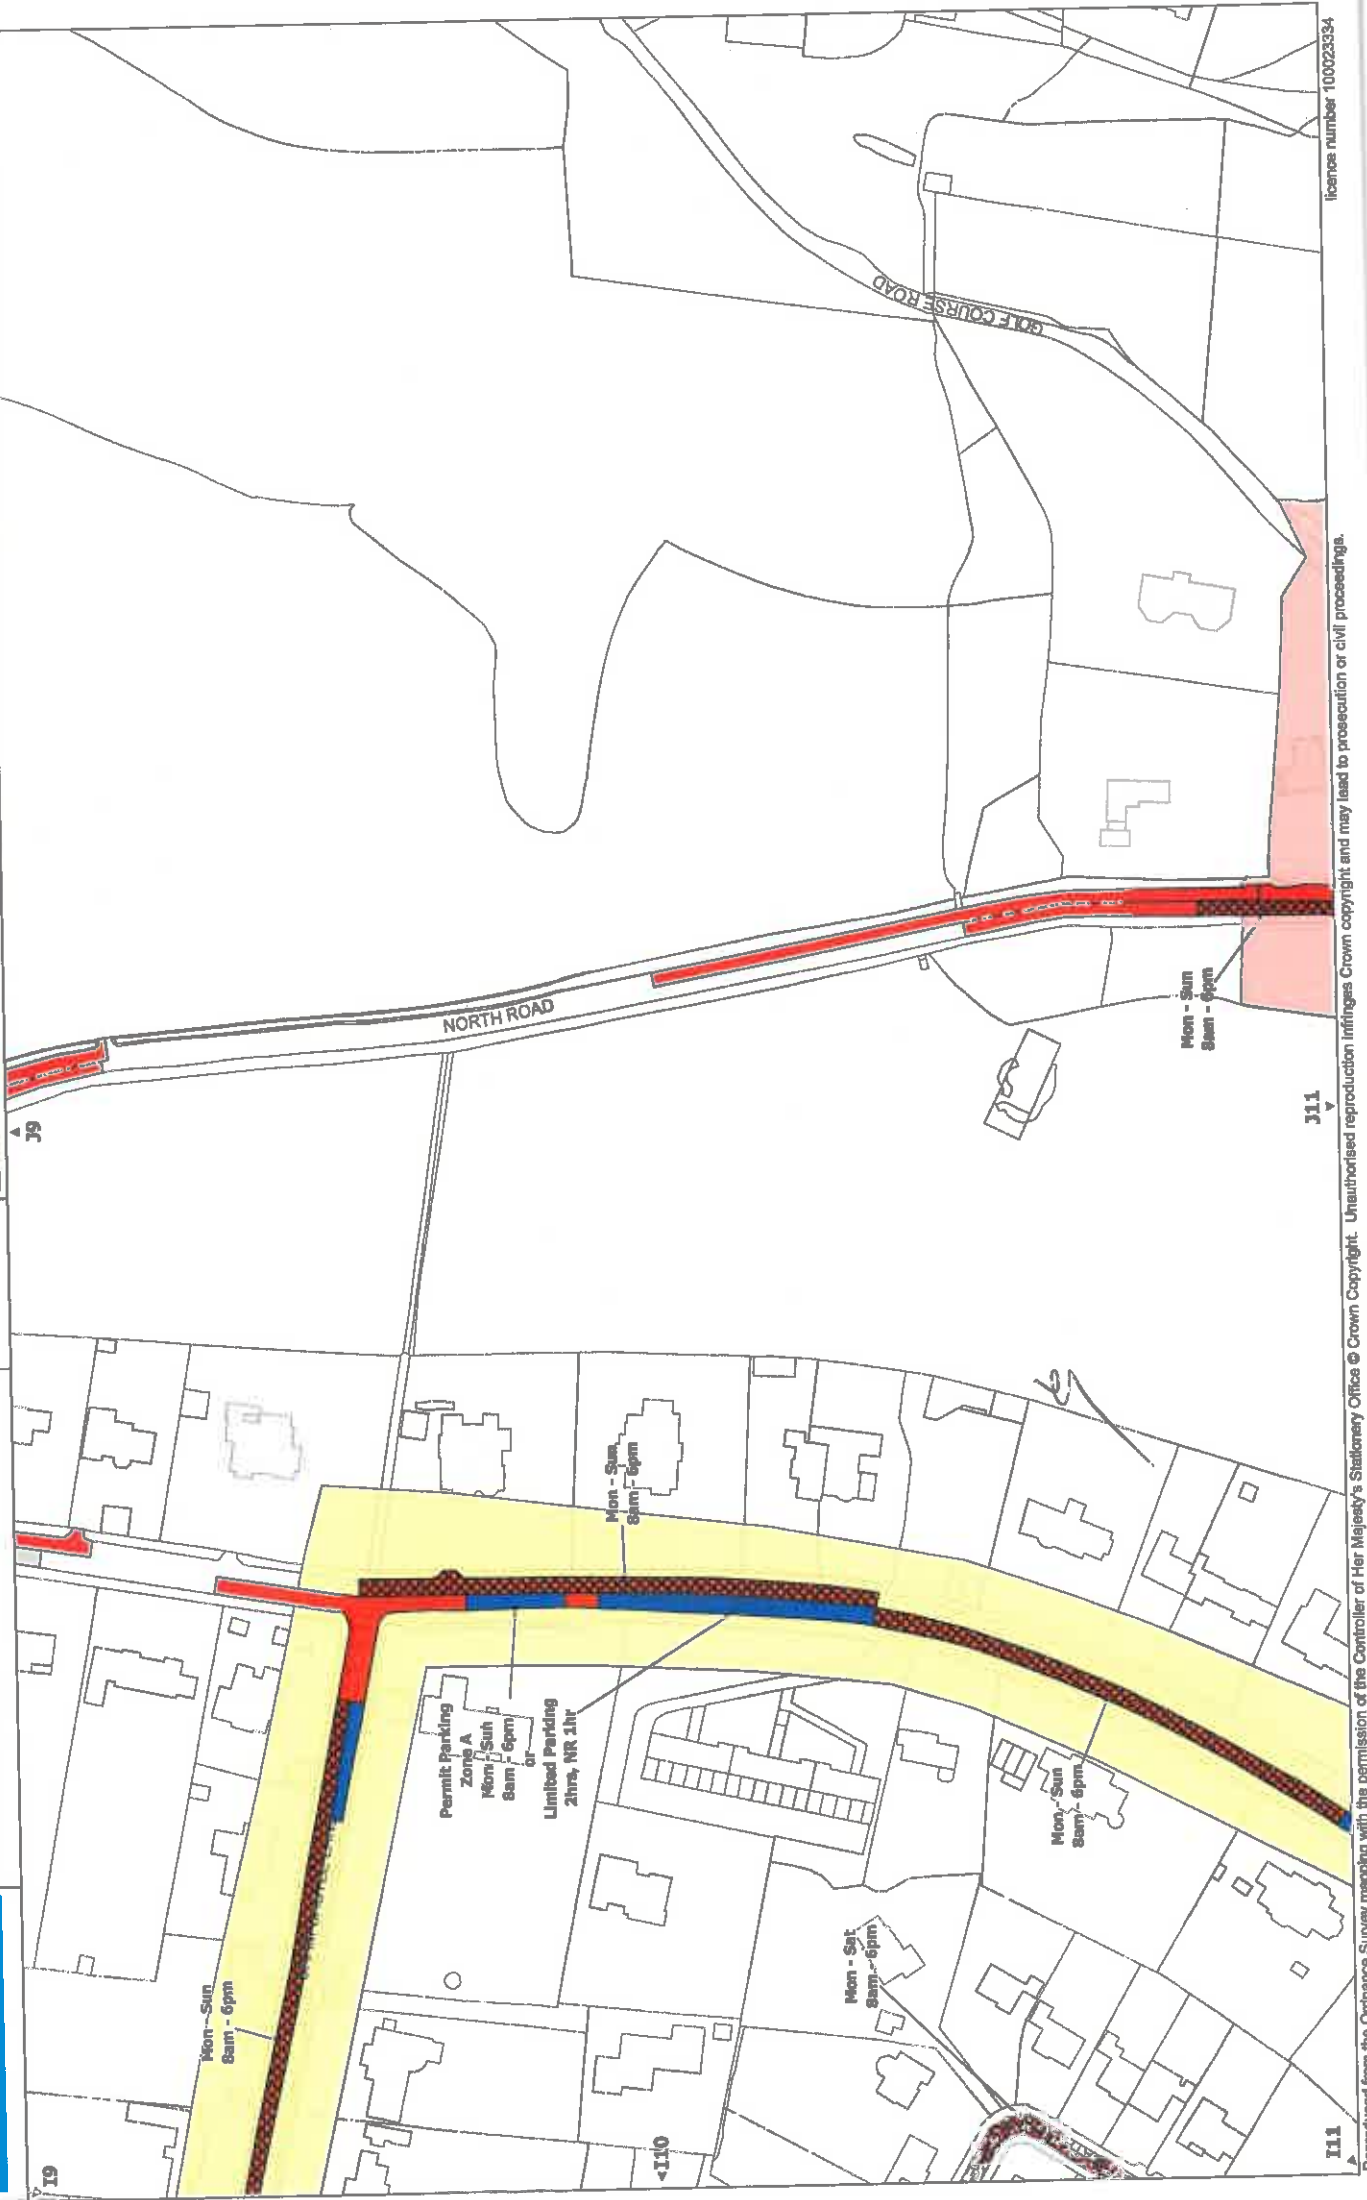 I9
J9
Mon - Sun
8am - 6pm
Permit Parking
Zone A
Mon - Sun
8am - 6pm
or
Limited Parking
2hrs, NR 1hr
Mon - Sun
8am - 6pm
NORTH ROAD
GOLF COURSE ROAD
<I10
Mon - Sat
8am - 6pm
Mon - Sun
8am - 6pm
Mon - Sun
8am - 6pm
I11
J11
Reproduced from the Ordnance Survey mapping with the permission of the Controller of Her Majesty's Stationery Office © Crown Copyright. Unauthorised reproduction infringes Crown copyright and may lead to prosecution or civil proceedings.
licence number 100023334